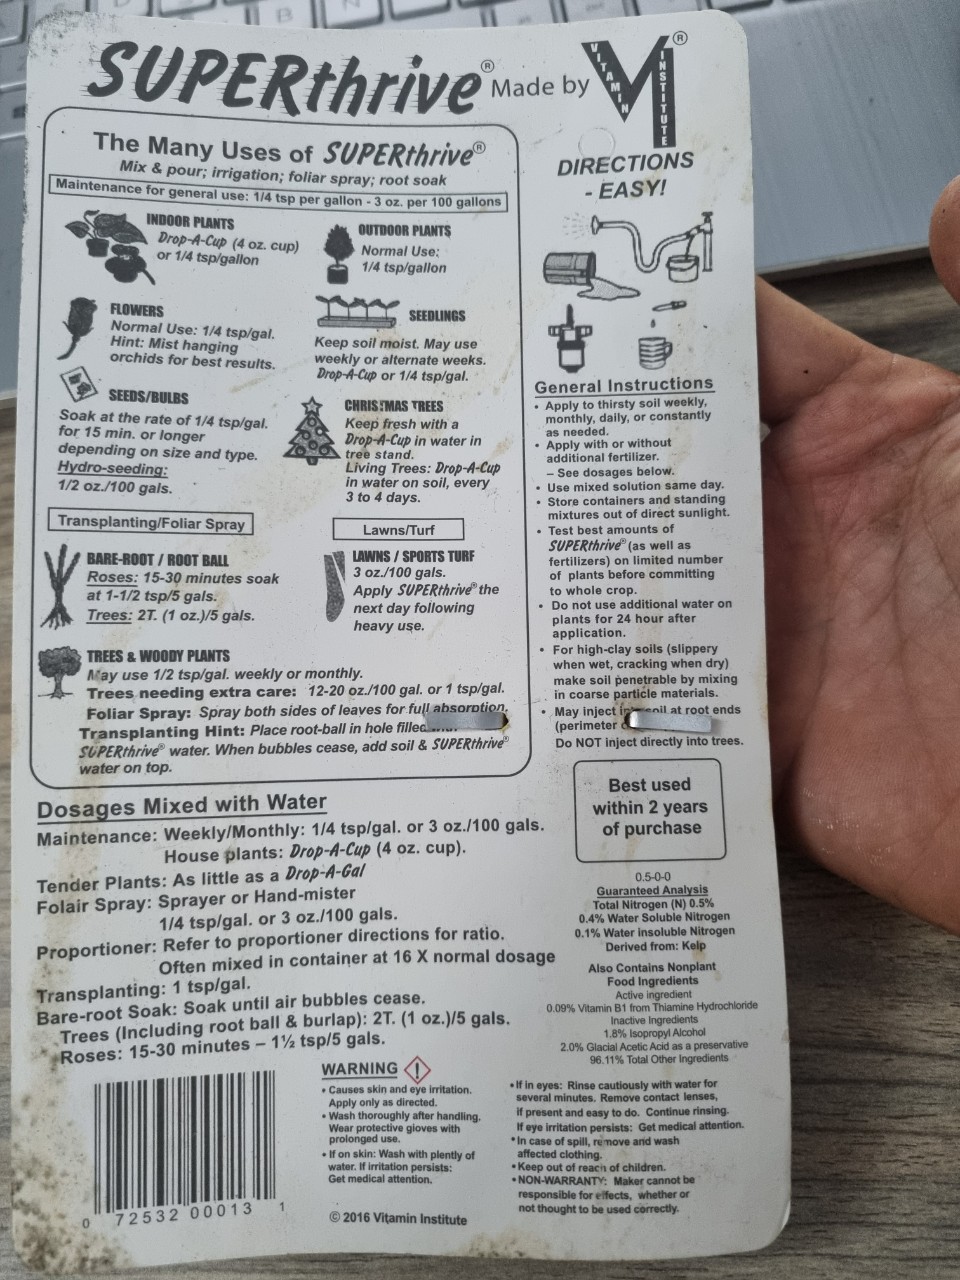 SUPERthrive® Made by
VITAMIN INSTITUTE ®
The Many Uses of SUPERthrive®
Mix & pour; irrigation; foliar spray; root soak
Maintenance for general use: 1/4 tsp per gallon - 3 oz. per 100 gallons
INDOOR PLANTS
Drop-A-Cup (4 oz. cup)
or 1/4 tsp/gallon
OUTDOOR PLANTS
Normal Use:
1/4 tsp/gallon
FLOWERS
Normal Use: 1/4 tsp/gal.
Hint: Mist hanging
orchids for best results.
SEEDLINGS
Keep soil moist. May use
weekly or alternate weeks.
Drop-A-Cup or 1/4 tsp/gal.
SEEDS/BULBS
Soak at the rate of 1/4 tsp/gal.
for 15 min. or longer
depending on size and type.
Hydro-seeding:
1/2 oz./100 gals.
CHRISTMAS TREES
Keep fresh with a
Drop-A-Cup in water in
tree stand.
Living Trees: Drop-A-Cup
in water on soil, every
3 to 4 days.
Transplanting/Foliar Spray
BARE-ROOT / ROOT BALL
Roses: 15-30 minutes soak
at 1-1/2 tsp/5 gals.
Trees: 2T. (1 oz.)/5 gals.
Lawns/Turf
LAWNS / SPORTS TURF
3 oz./100 gals.
Apply SUPERthrive® the
next day following
heavy use.
TREES & WOODY PLANTS
May use 1/2 tsp/gal. weekly or monthly.
Trees needing extra care: 12-20 oz./100 gal. or 1 tsp/gal.
Foliar Spray: Spray both sides of leaves for full absorption.
Transplanting Hint: Place root-ball in hole filled
SUPERthrive® water. When bubbles cease, add soil & SUPERthrive®
water on top.
DIRECTIONS
- EASY!
General Instructions
• Apply to thirsty soil weekly,
monthly, daily, or constantly
as needed.
• Apply with or without
additional fertilizer.
– See dosages below.
• Use mixed solution same day.
• Store containers and standing
mixtures out of direct sunlight.
• Test best amounts of
SUPERthrive® (as well as
fertilizers) on limited number
of plants before committing
to whole crop.
• Do not use additional water on
plants for 24 hour after
application.
• For high-clay soils (slippery
when wet, cracking when dry)
make soil penetrable by mixing
in coarse particle materials.
• May inject soil at root ends
(perimeter
Do NOT inject directly into trees.
Best used
within 2 years
of purchase
Dosages Mixed with Water
Maintenance: Weekly/Monthly: 1/4 tsp/gal. or 3 oz./100 gals.
House plants: Drop-A-Cup (4 oz. cup).
Tender Plants: As little as a Drop-A-Gal
Folair Spray: Sprayer or Hand-mister
1/4 tsp/gal. or 3 oz./100 gals.
Proportioner: Refer to proportioner directions for ratio.
Often mixed in container at 16 X normal dosage
Transplanting: 1 tsp/gal.
Bare-root Soak: Soak until air bubbles cease.
Trees (Including root ball & burlap): 2T. (1 oz.)/5 gals.
Roses: 15-30 minutes – 1½ tsp/5 gals.
0.5-0-0
Guaranteed Analysis
Total Nitrogen (N) 0.5%
0.4% Water Soluble Nitrogen
0.1% Water insoluble Nitrogen
Derived from: Kelp
Also Contains Nonplant
Food Ingredients
Active ingredient
0.09% Vitamin B1 from Thiamine Hydrochloride
Inactive Ingredients
1.8% Isopropyl Alcohol
2.0% Glacial Acetic Acid as a preservative
96.11% Total Other Ingredients
0 72532 00013 1
WARNING
• Causes skin and eye irritation.
Apply only as directed.
• Wash thoroughly after handling.
Wear protective gloves with
prolonged use.
• If on skin: Wash with plenty of
water. If irritation persists:
Get medical attention.
© 2016 Vitamin Institute
• If in eyes: Rinse cautiously with water for
several minutes. Remove contact lenses,
if present and easy to do. Continue rinsing.
If eye irritation persists: Get medical attention.
• In case of spill, remove and wash
affected clothing.
• Keep out of reach of children.
• NON-WARRANTY: Maker cannot be
responsible for effects, whether or
not thought to be used correctly.